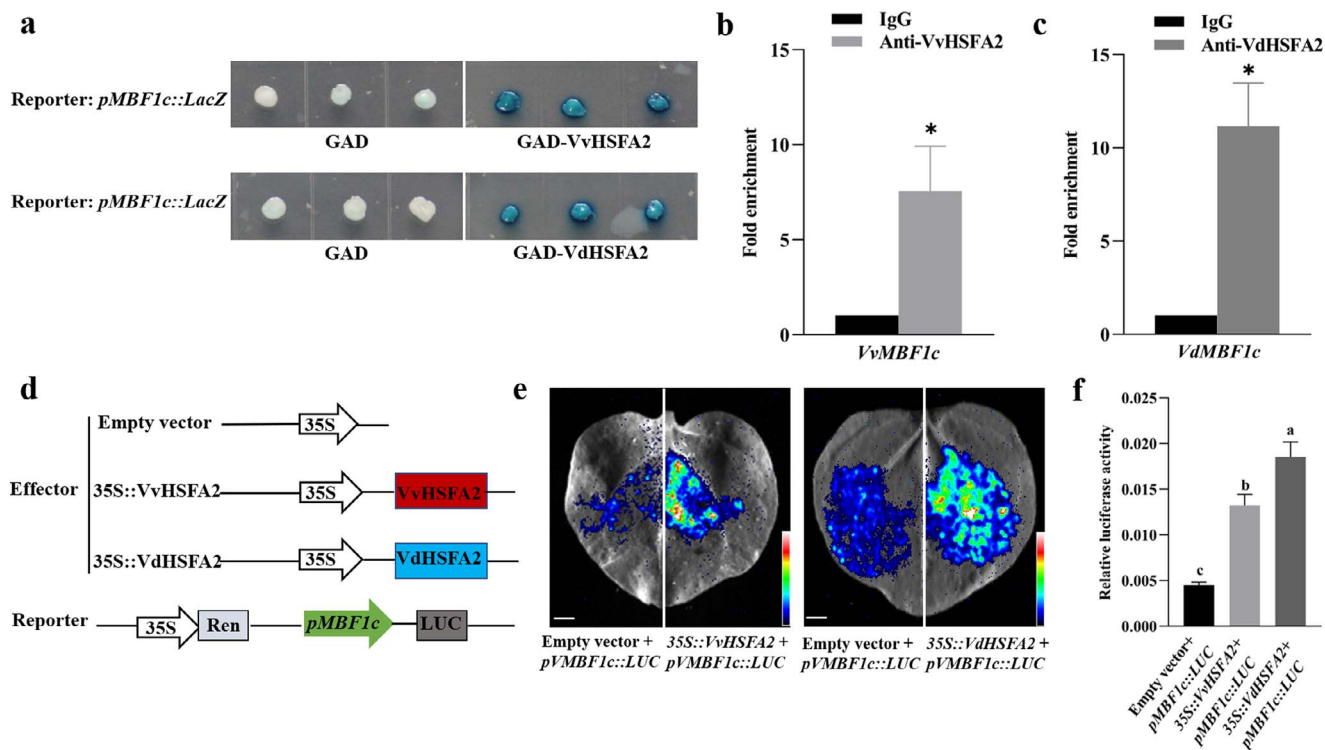 a
Reporter: pMBF1c::LacZ
GAD
GAD-VvHSFA2
Reporter: pMBF1c::LacZ
GAD
GAD-VdHSFA2
b
IgG
Anti-VvHSFA2
Fold enrichment
15
10
5
0
*
VvMBF1c
c
IgG
Anti-VdHSFA2
Fold enrichment
15
10
5
0
*
VdMBF1c
d
Effector
Empty vector
35S
35S::VvHSFA2
35S
VvHSFA2
35S::VdHSFA2
35S
VdHSFA2
Reporter
35S
Ren
pMBF1c
LUC
e
Empty vector +
pVMBF1c::LUC
35S::VvHSFA2 +
pVMBF1c::LUC
Empty vector +
pVMBF1c::LUC
35S::VdHSFA2 +
pVMBF1c::LUC
f
Relative luciferase activity
0.025
0.020
0.015
0.010
0.005
0.000
c
b
a
Empty vector+
pMBF1c::LUC
35S::VvHSFA2+
pMBF1c::LUC
35S::VdHSFA2+
pMBF1c::LUC